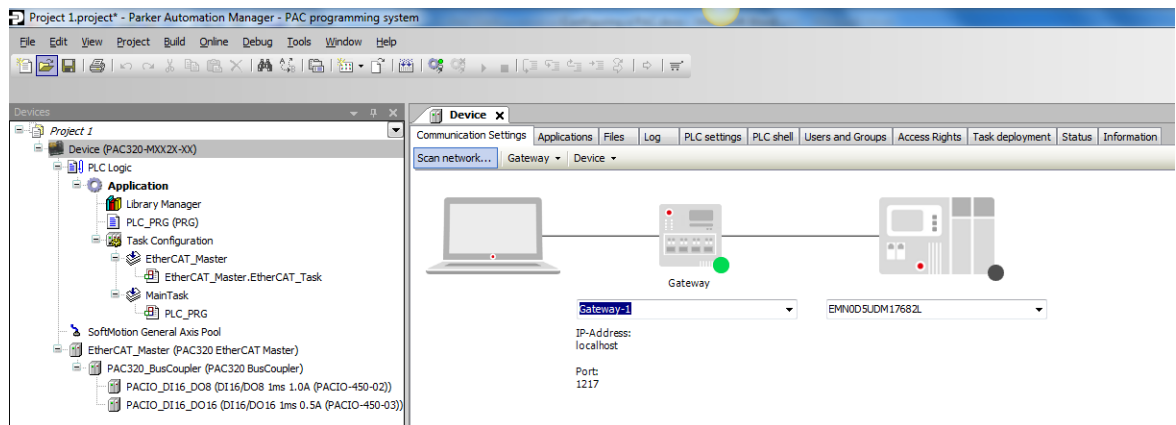 Project 1.project* - Parker Automation Manager - PAC programming system
File Edit View Project Build Online Debug Tools Window Help
Devices
Project 1
Device (PAC320-MXX2X-XX)
PLC Logic
Application
Library Manager
PLC_PRG (PRG)
Task Configuration
EtherCAT_Master
EtherCAT_Master.EtherCAT_Task
MainTask
PLC_PRG
SoftMotion General Axis Pool
EtherCAT_Master (PAC320 EtherCAT Master)
PAC320_BusCoupler (PAC320 BusCoupler)
PACIO_DI16_DO8 (DI16/DO8 1ms 1.0A (PACIO-450-02))
PACIO_DI16_DO16 (DI16/DO16 1ms 0.5A (PACIO-450-03))
Device X
Communication Settings Applications Files Log PLC settings PLC shell Users and Groups Access Rights Task deployment Status Information
Scan network... Gateway Device
Gateway
Gateway-1 EMN0D5UDM17682L
IP-Address:
localhost
Port:
1217